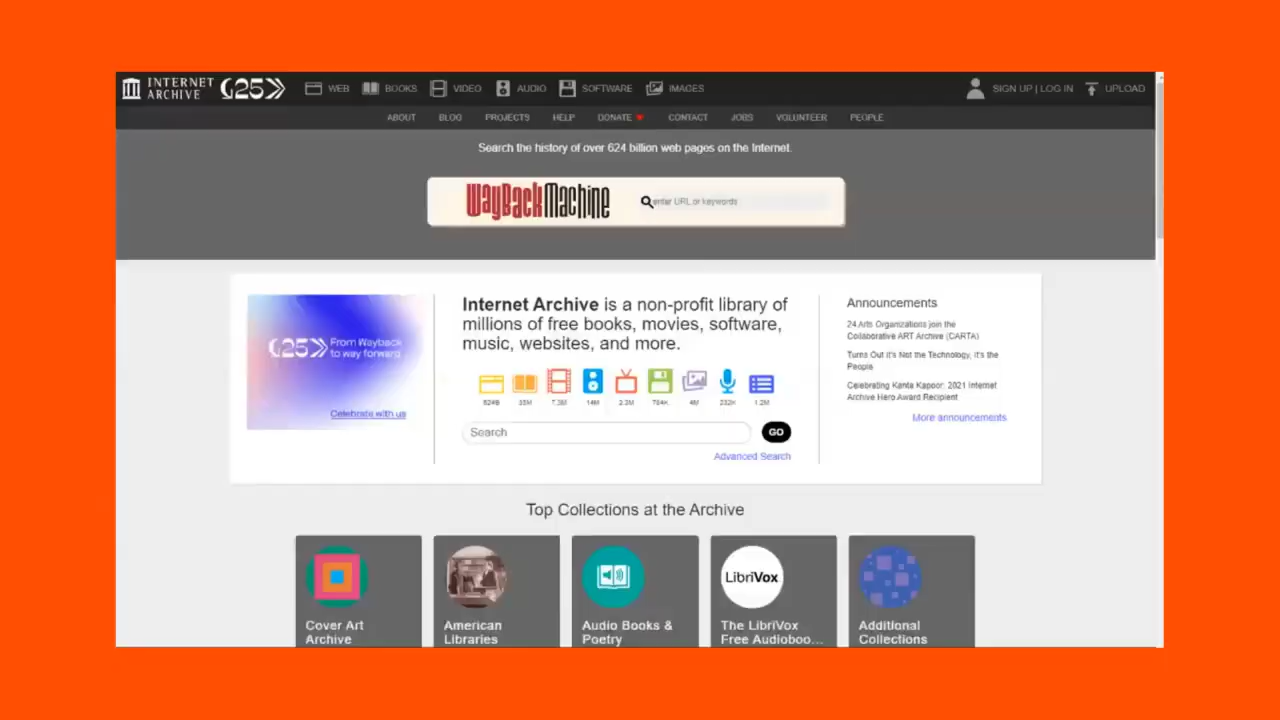 INTERNET
ARCHIVE
25
WEB
BOOKS
VIDEO
AUDIO
SOFTWARE
IMAGES
SIGN UP | LOG IN
UPLOAD
ABOUT
BLOG
PROJECTS
HELP
DONATE
CONTACT
JOBS
VOLUNTEER
PEOPLE
Search the history of over 624 billion web pages on the Internet.
WayBackMachine
enter URL or keywords
25
From Wayback
to way forward
Celebrate with us
Internet Archive is a non-profit library of
millions of free books, movies, software,
music, websites, and more.
624B
35M
7.3M
14M
2.3M
784K
4M
232K
1.2M
Search
GO
Advanced Search
Announcements
24 Arts Organizations join the
Collaborative ART Archive (CARTA)
Turns Out it's Not the Technology, it's the
People
Celebrating Kanta Kapoor: 2021 Internet
Archive Hero Award Recipient
More announcements
Top Collections at the Archive
Cover Art
Archive
American
Libraries
Audio Books &
Poetry
LibriVox
The LibriVox
Free Audioboo...
Additional
Collections